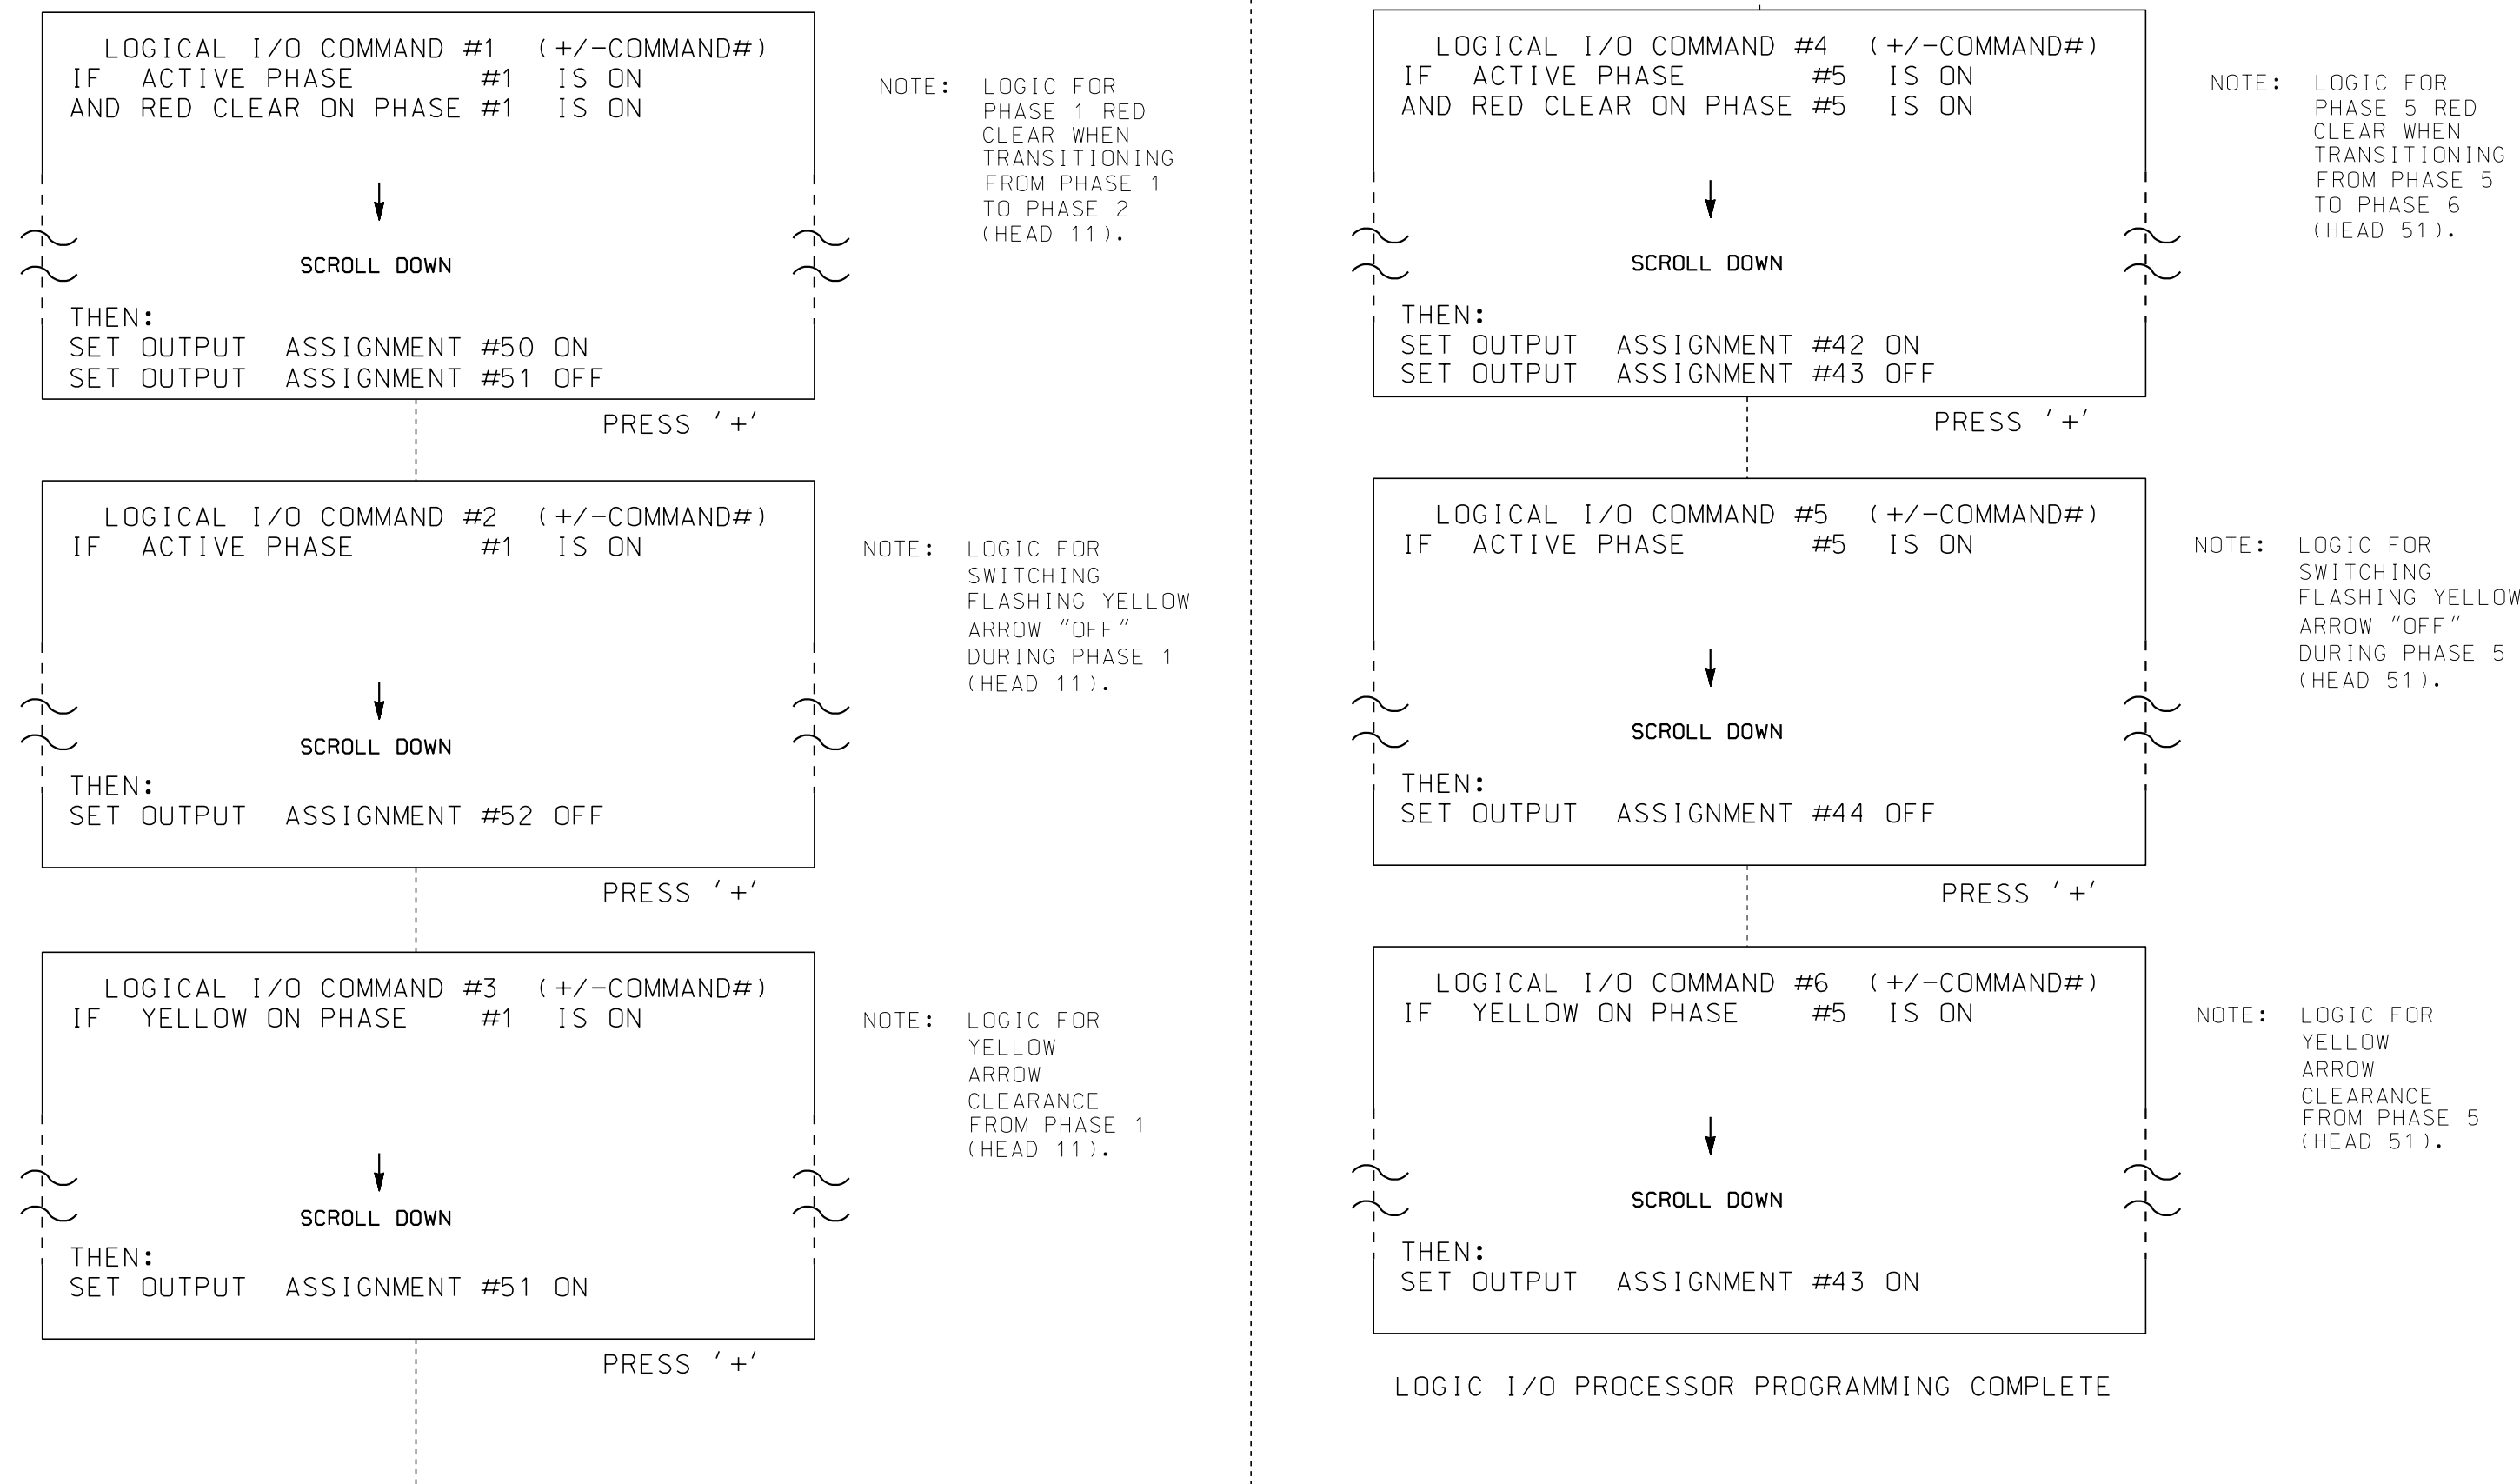 LOGICAL I/O COMMAND #1 (+/-COMMAND#)
IF ACTIVE PHASE #1 IS ON
AND RED CLEAR ON PHASE #1 IS ON
SCROLL DOWN
THEN:
SET OUTPUT ASSIGNMENT #50 ON
SET OUTPUT ASSIGNMENT #51 OFF
PRESS '+'
NOTE: LOGIC FOR
PHASE 1 RED
CLEAR WHEN
TRANSITIONING
FROM PHASE 1
TO PHASE 2
(HEAD 11).
LOGICAL I/O COMMAND #2 (+/-COMMAND#)
IF ACTIVE PHASE #1 IS ON
SCROLL DOWN
THEN:
SET OUTPUT ASSIGNMENT #52 OFF
PRESS '+'
NOTE: LOGIC FOR
SWITCHING
FLASHING YELLOW
ARROW "OFF"
DURING PHASE 1
(HEAD 11).
LOGICAL I/O COMMAND #3 (+/-COMMAND#)
IF YELLOW ON PHASE #1 IS ON
SCROLL DOWN
THEN:
SET OUTPUT ASSIGNMENT #51 ON
PRESS '+'
NOTE: LOGIC FOR
YELLOW
ARROW
CLEARANCE
FROM PHASE 1
(HEAD 11).
LOGICAL I/O COMMAND #4 (+/-COMMAND#)
IF ACTIVE PHASE #5 IS ON
AND RED CLEAR ON PHASE #5 IS ON
SCROLL DOWN
THEN:
SET OUTPUT ASSIGNMENT #42 ON
SET OUTPUT ASSIGNMENT #43 OFF
PRESS '+'
NOTE: LOGIC FOR
PHASE 5 RED
CLEAR WHEN
TRANSITIONING
FROM PHASE 5
TO PHASE 6
(HEAD 51).
LOGICAL I/O COMMAND #5 (+/-COMMAND#)
IF ACTIVE PHASE #5 IS ON
SCROLL DOWN
THEN:
SET OUTPUT ASSIGNMENT #44 OFF
PRESS '+'
NOTE: LOGIC FOR
SWITCHING
FLASHING YELLOW
ARROW "OFF"
DURING PHASE 5
(HEAD 51).
LOGICAL I/O COMMAND #6 (+/-COMMAND#)
IF YELLOW ON PHASE #5 IS ON
SCROLL DOWN
THEN:
SET OUTPUT ASSIGNMENT #43 ON
NOTE: LOGIC FOR
YELLOW
ARROW
CLEARANCE
FROM PHASE 5
(HEAD 51).
LOGIC I/O PROCESSOR PROGRAMMING COMPLETE